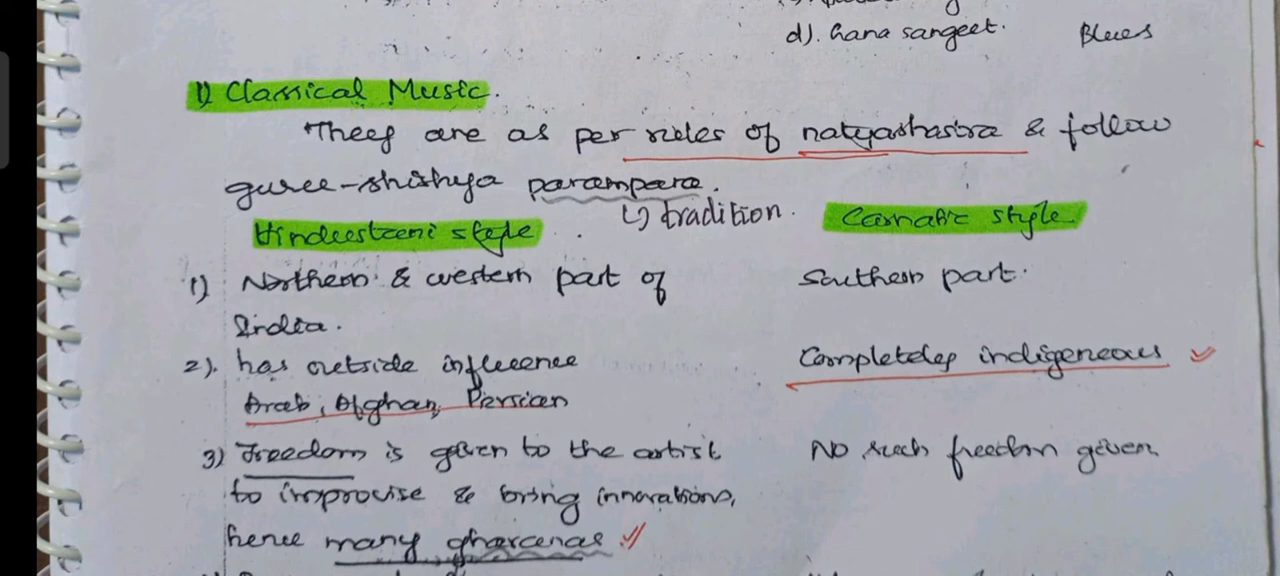 d). Gana sangeet. Blues
1) Classical Music.
They are as per rules of natyashastra & follow
guru-shishya parampara.
↳ tradition.
Hindustani style Carnatic style
1) Northern & western part of Southern part.
India.
2). has outside influence Completely indigeneous
Arab, Afghan, Persian
3) Freedom is given to the artist No such freedom given.
to improvise & bring innovations,
hence many gharanas